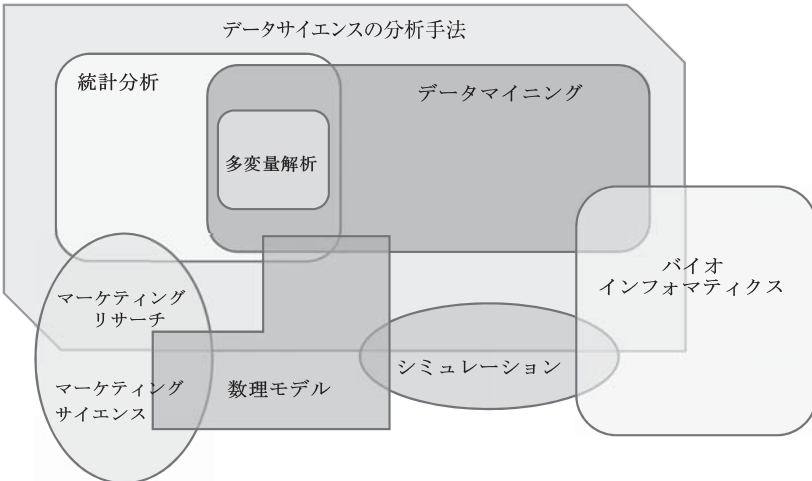 データサイエンスの分析手法
統計分析
データマイニング
多変量解析
バイオ
インフォマティクス
マーケティング
リサーチ
シミュレーション
マーケティング
サイエンス
数理モデル